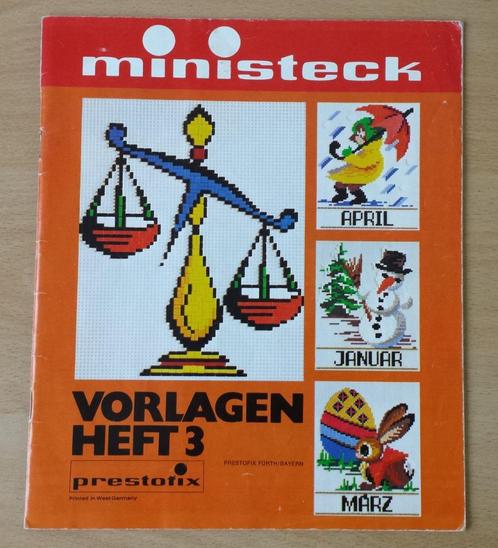 ministeck
APRIL
JANUAR
MÄRZ
VORLAGEN
HEFT 3
PRESTOFIX FÜRTH/BAYERN
prestofix
Printed in West Germany